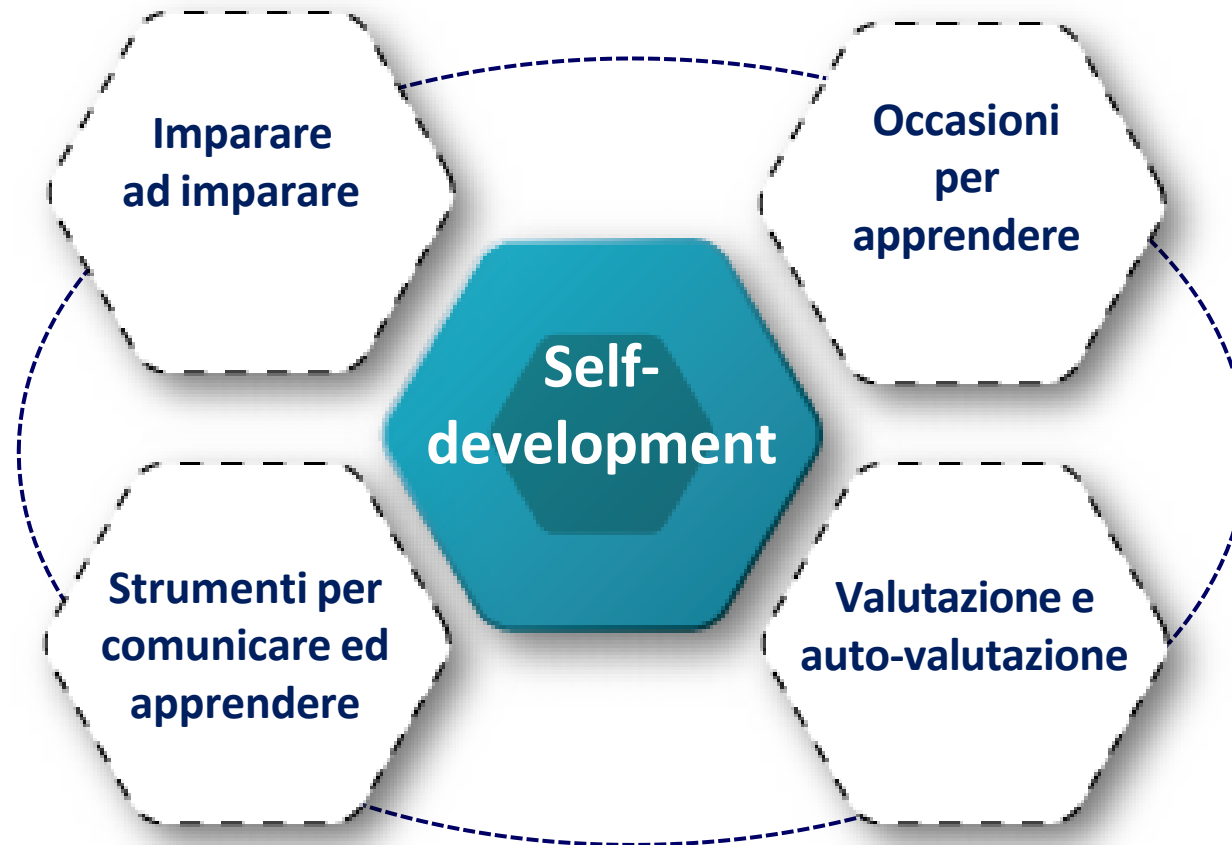 Imparare
ad imparare
Occasioni
per
apprendere
Self-
development
Strumenti per
comunicare ed
apprendere
Valutazione e
auto-valutazione